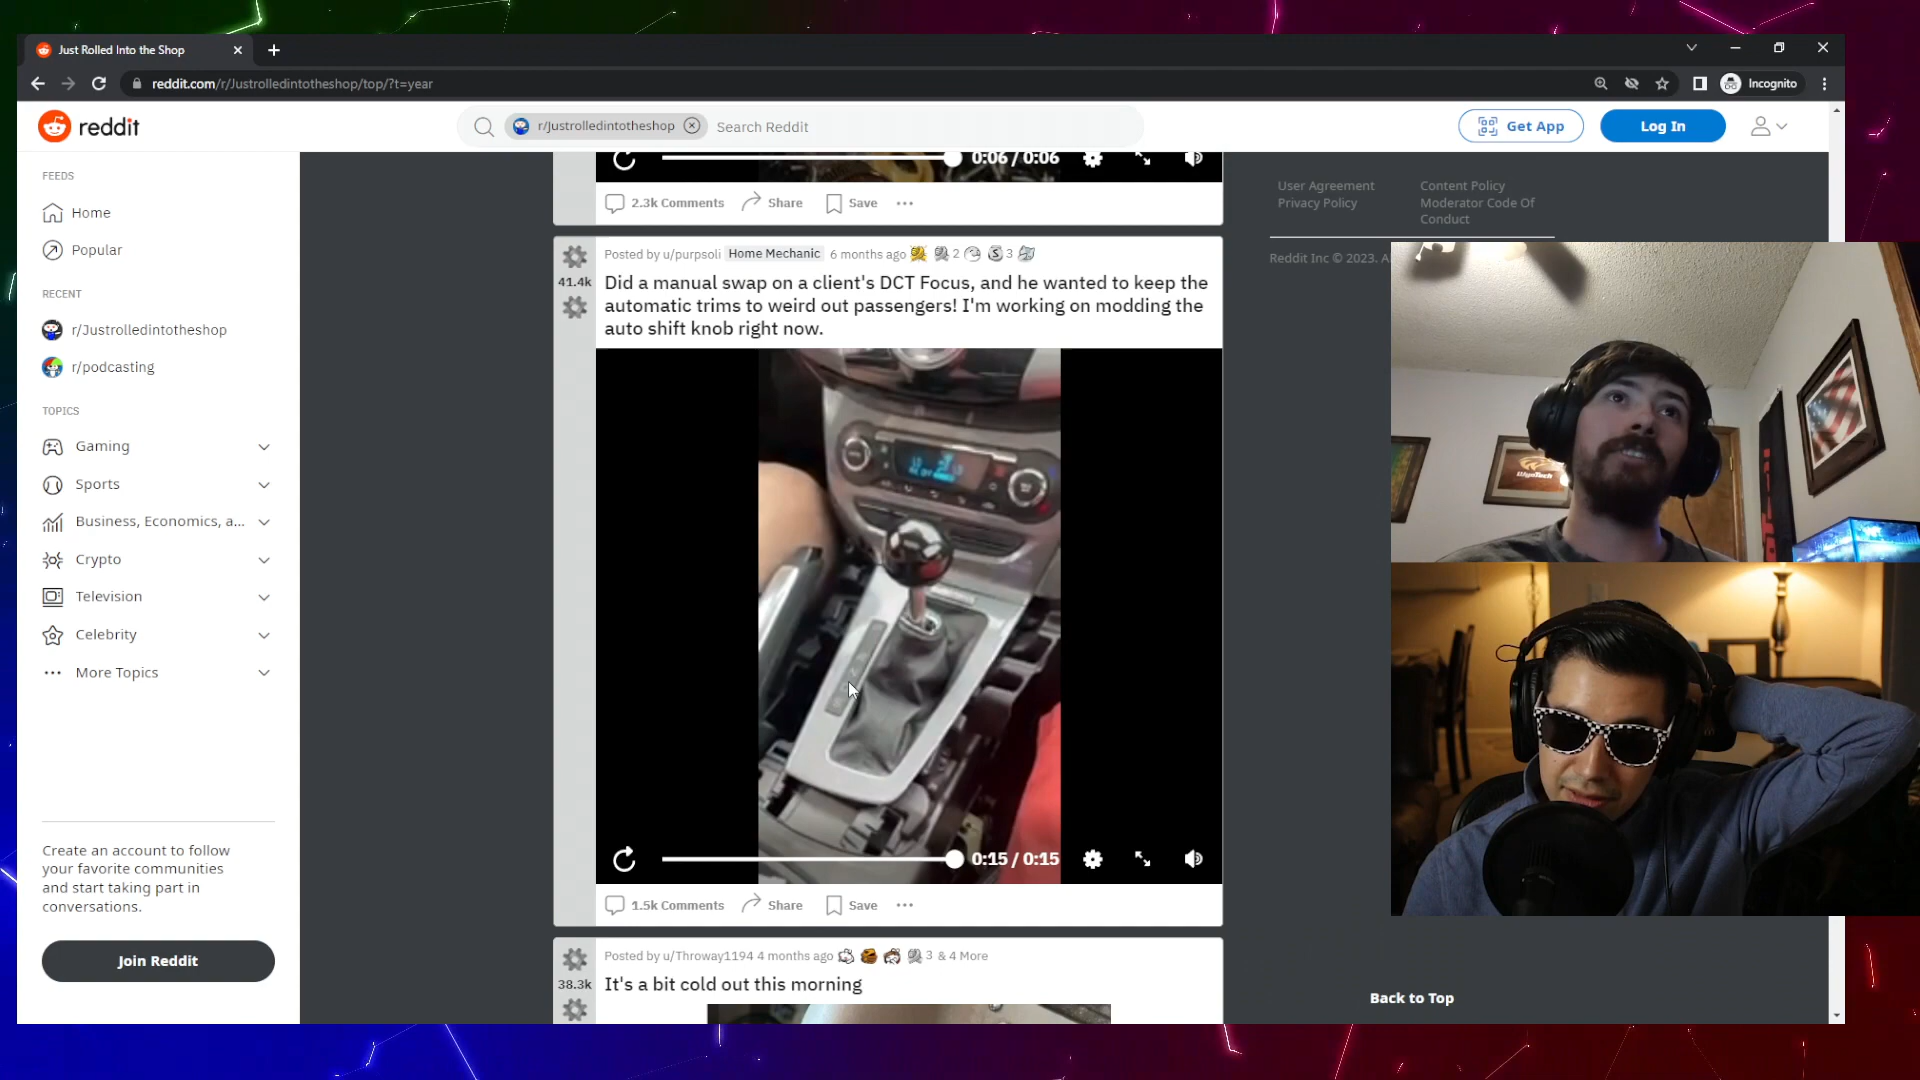 Just Rolled Into the Shop
reddit.com/r/Justrolledintotheshop/top/?t=year
Incognito
reddit
r/Justrolledintotheshop
Search Reddit
Get App
Log In
FEEDS
Home
Popular
RECENT
r/Justrolledintotheshop
r/podcasting
TOPICS
Gaming
Sports
Business, Economics, a...
Crypto
Television
Celebrity
More Topics
Create an account to follow
your favorite communities
and start taking part in
conversations.
Join Reddit
0:06 / 0:06
2.3k Comments Share Save
41.4k
Posted by u/purpsoli Home Mechanic 6 months ago 2 S 3
Did a manual swap on a client's DCT Focus, and he wanted to keep the
automatic trims to weird out passengers! I'm working on modding the
auto shift knob right now.
0:15 / 0:15
1.5k Comments Share Save
38.3k
Posted by u/Throway1194 4 months ago 3 & 4 More
It's a bit cold out this morning
User Agreement
Privacy Policy
Content Policy
Moderator Code Of
Conduct
Reddit Inc © 2023. A
WyoTech
Back to Top